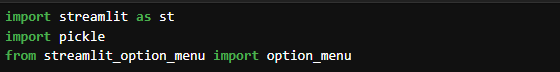 import streamlit as st
import pickle
from streamlit_option_menu import option_menu